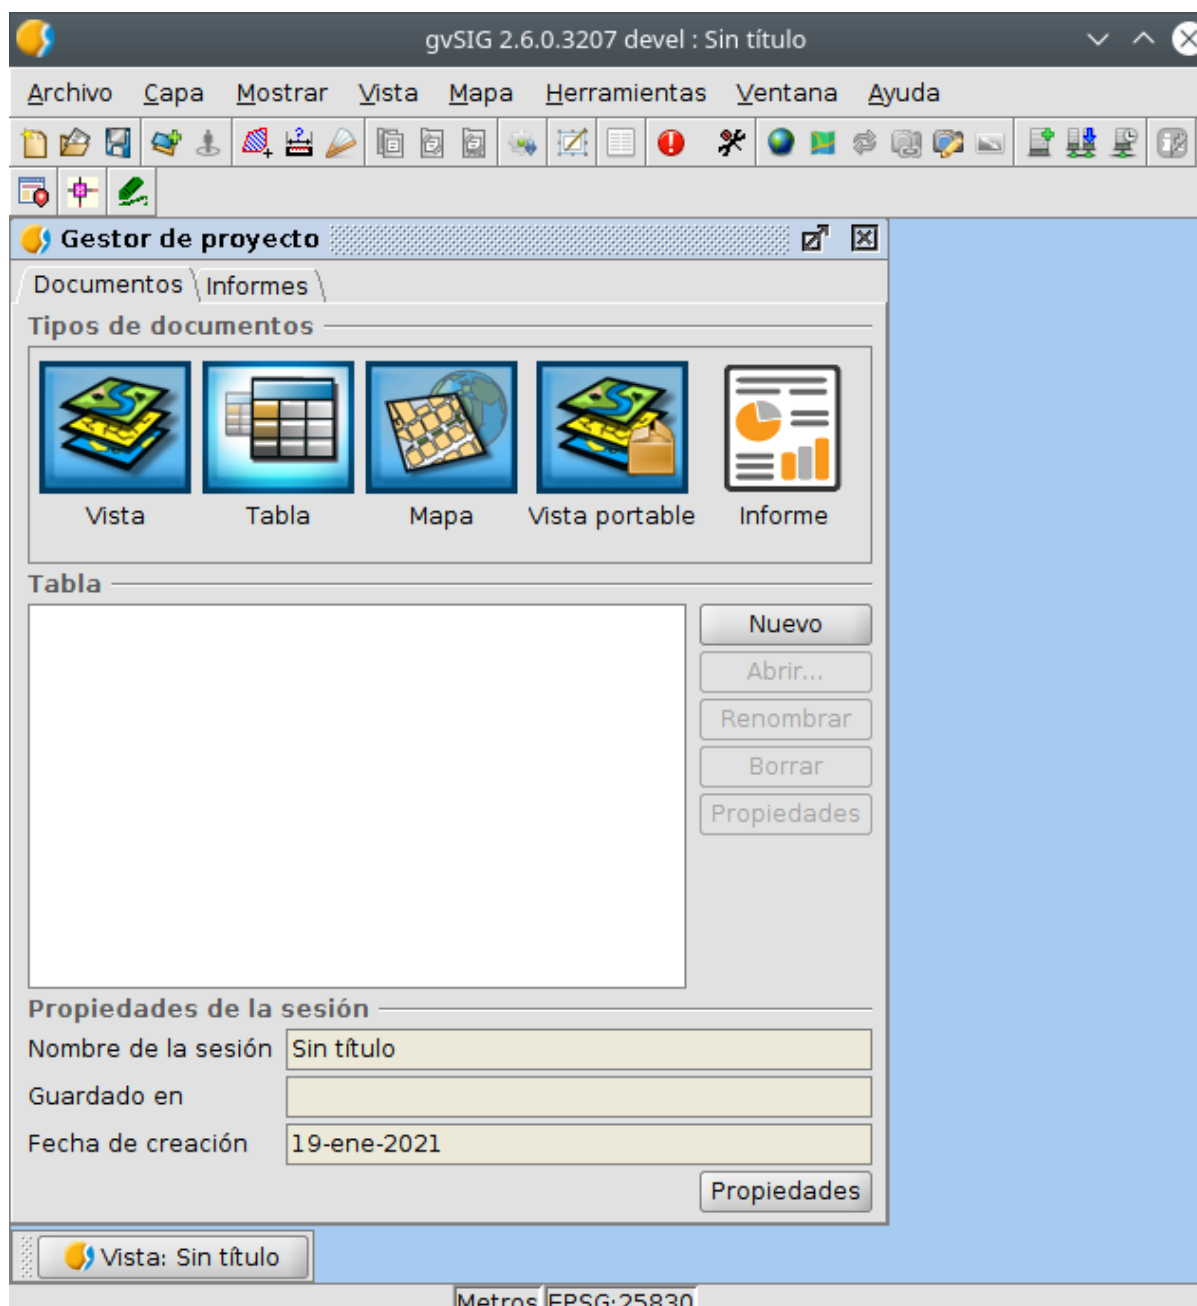 gvSIG 2.6.0.3207 devel : Sin título
Archivo Capa Mostrar Vista Mapa Herramientas Ventana Ayuda
Gestor de proyecto
Documentos Informes
Tipos de documentos
Vista Tabla Mapa Vista portable Informe
Tabla
Nuevo
Abrir...
Renombrar
Borrar
Propiedades
Propiedades de la sesión
Nombre de la sesión Sin título
Guardado en
Fecha de creación 19-ene-2021
Propiedades
Vista: Sin título
Metros EPSG:25830